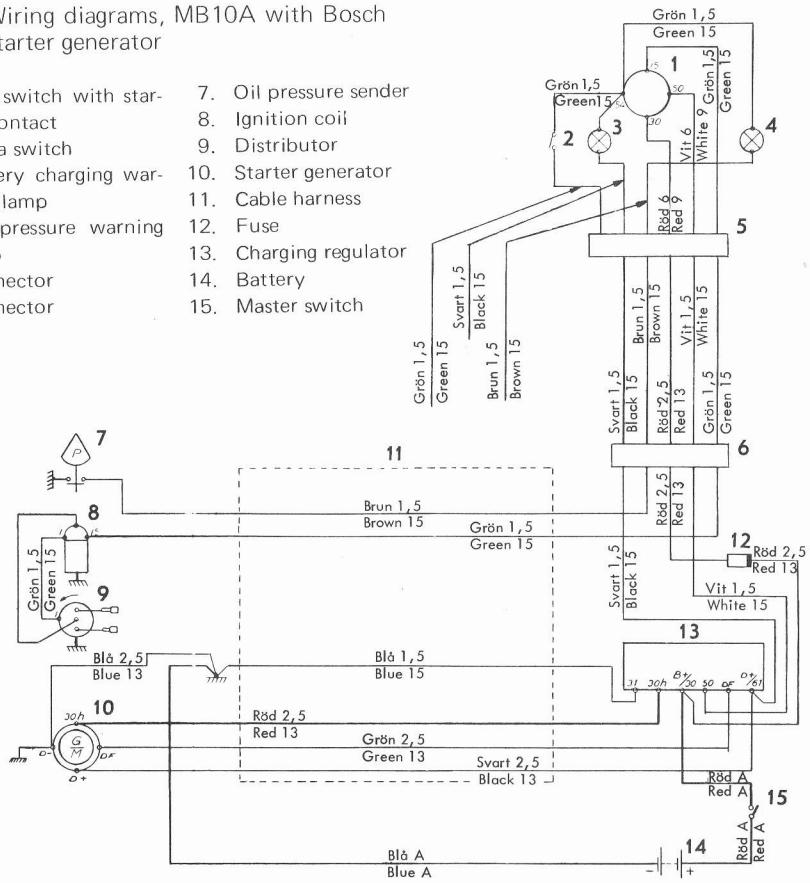 Wiring diagrams, MB10A with Bosch
starter generator
switch with star-
ontact
a switch
ery charging war-
lamp
pressure warning
nector
nector
7. Oil pressure sender
8. Ignition coil
9. Distributor
10. Starter generator
11. Cable harness
12. Fuse
13. Charging regulator
14. Battery
15. Master switch
Grön 1,5
Green 15
1
15
50
54
30
Grön 1,5
Green 15
2
3
4
Grön 1,5
Green 15
Vit 6
White 9
Röd 6
Red 9
5
Svart 1,5
Black 15
Grön 1,5
Green 15
Brun 1,5
Brown 15
Brun 1,5
Brown 15
Vit 1,5
White 15
Svart 1,5
Black 15
Röd 2,5
Red 13
Grön 1,5
Green 15
6
7
P
11
Brun 1,5
Brown 15
Röd 2,5
Red 13
8
1
15
Grön 1,5
Green 15
12
Röd 2,5
Red 13
Grön 1,5
Green 15
Svart 1,5
Black 15
9
1
Vit 1,5
White 15
13
Blå 2,5
Blue 13
Blå 1,5
Blue 15
31
30h
B+/30
50
DF
D+/61
10
30h
Röd 2,5
Red 13
G
M
D-
DF
D+
Grön 2,5
Green 13
Svart 2,5
Black 13
Röd A
Red A
15
Röd A
Red A
Blå A
Blue A
14
-
+